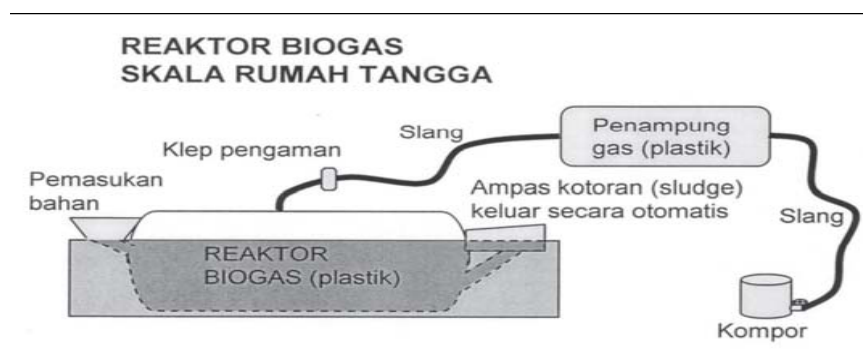 REAKTOR BIOGAS
SKALA RUMAH TANGGA
Slang
Penampung
gas (plastik)
Klep pengaman
Pemasukan
bahan
Ampas kotoran (sludge)
keluar secara otomatis
Slang
REAKTOR
BIOGAS (plastik)
Kompor